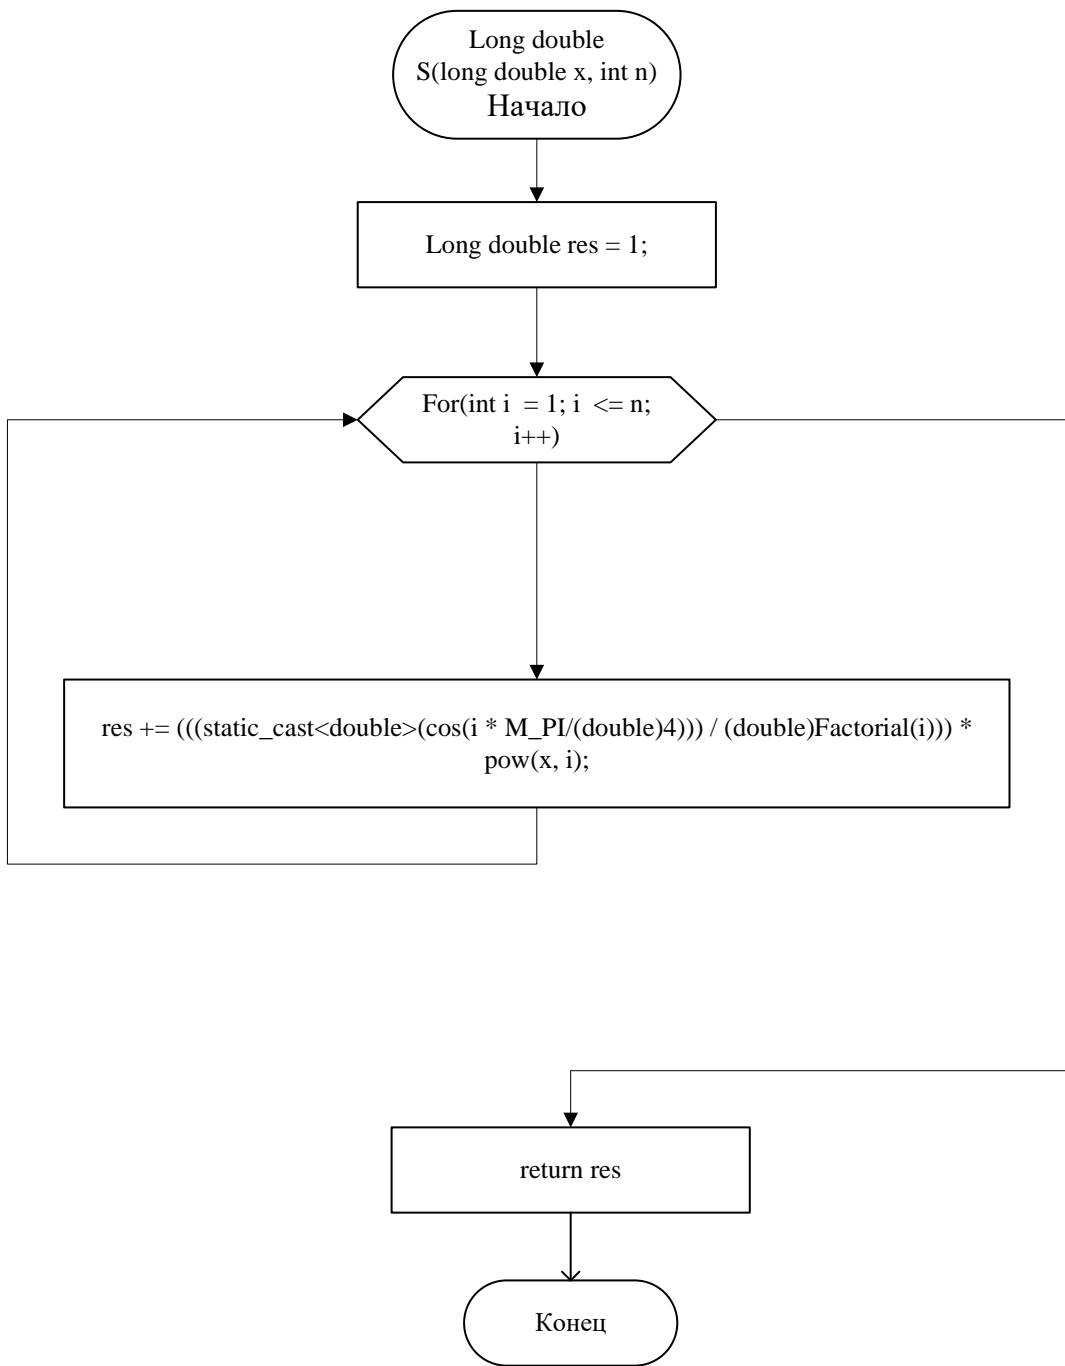 Long double
S(long double x, int n)
Начало
Long double res = 1;
For(int i  = 1; i  <= n;
i++)
res += (((static_cast<double>(cos(i * M_PI/(double)4))) / (double)Factorial(i))) *
pow(x, i);
return res
Конец